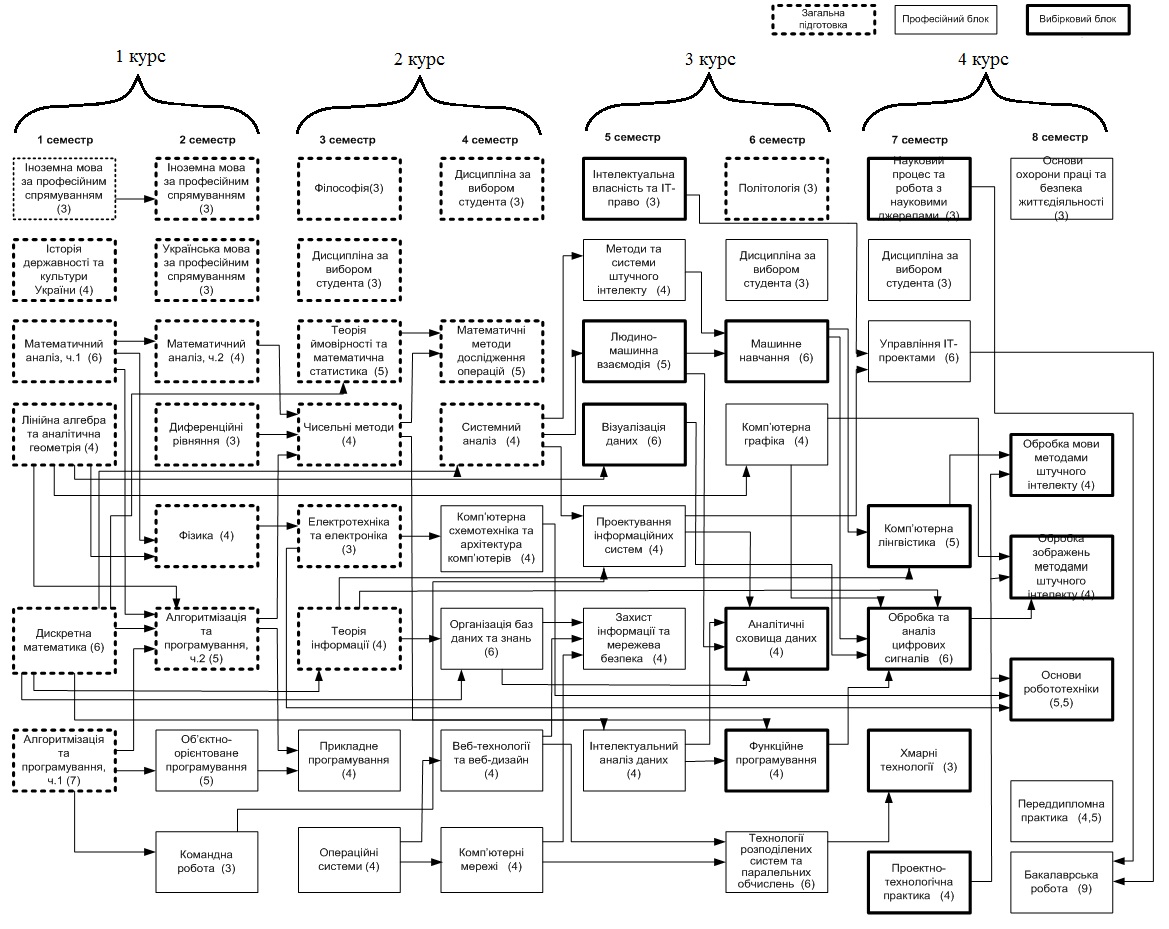 Загальна
підготовка
Професійний блок
Вибірковий блок
1 курс
2 курс
3 курс
4 курс
1 семестр
2 семестр
3 семестр
4 семестр
5 семестр
6 семестр
7 семестр
8 семестр
Іноземна мова
за професійним
спрямуванням
(3)
Іноземна мова
за професійним
спрямуванням
(3)
Філософія(3)
Дисципліна за
вибором
студента (3)
Інтелектуальна
власність та ІТ-
право (3)
Політологія (3)
Науковий
процес та
робота з
науковими
джерелами (3)
Основи
охорони праці та
безпека
життєдіяльності
(3)
Історія
державності та
культури
України (4)
Українська мова
за професійним
спрямуванням
(3)
Дисципліна за
вибором
студента (3)
Методи та
системи
штучного
інтелекту (4)
Дисципліна за
вибором
студента (3)
Дисципліна за
вибором
студента (3)
Математичний
аналіз, ч.1 (6)
Математичний
аналіз, ч.2 (4)
Теорія
ймовірності та
математична
статистика (5)
Математичні
методи
дослідження
операцій (5)
Людино-
машинна
взаємодія (5)
Машинне
навчання (6)
Управління ІТ-
проектами (6)
Лінійна алгебра
та аналітична
геометрія (4)
Диференційні
рівняння (3)
Чисельні методи
(4)
Системний
аналіз (4)
Візуалізація
даних (6)
Комп'ютерна
графіка (4)
Обробка мови
методами
штучного
інтелекту (4)
Фізика (4)
Електротехніка
та електроніка
(3)
Комп'ютерна
схемотехніка та
архітектура
комп'ютерів (4)
Проектування
інформаційних
систем (4)
Комп'ютерна
лінгвістика (5)
Обробка
зображень
методами
штучного
інтелекту (4)
Дискретна
математика (6)
Алгоритмізація
та
програмування,
ч.2 (5)
Теорія
інформації (4)
Організація баз
даних та знань
(6)
Захист
інформації та
мережева
безпека (4)
Аналітичні
сховища даних
(4)
Обробка та
аналіз
цифрових
сигналів (6)
Основи
робототехніки
(5,5)
Алгоритмізація
та
програмування,
ч.1 (7)
Об'єктно-
орієнтоване
програмування
(5)
Прикладне
програмування
(4)
Веб-технології
та веб-дизайн
(4)
Інтелектуальний
аналіз даних
(4)
Функційне
програмування
(4)
Хмарні
технології (3)
Переддипломна
практика (4,5)
Командна
робота (3)
Операційні
системи (4)
Комп'ютерні
мережі (4)
Технології
розподілених
систем та
паралельних
обчислень (6)
Проектно-
технологічна
практика (4)
Бакалаврська
робота (9)